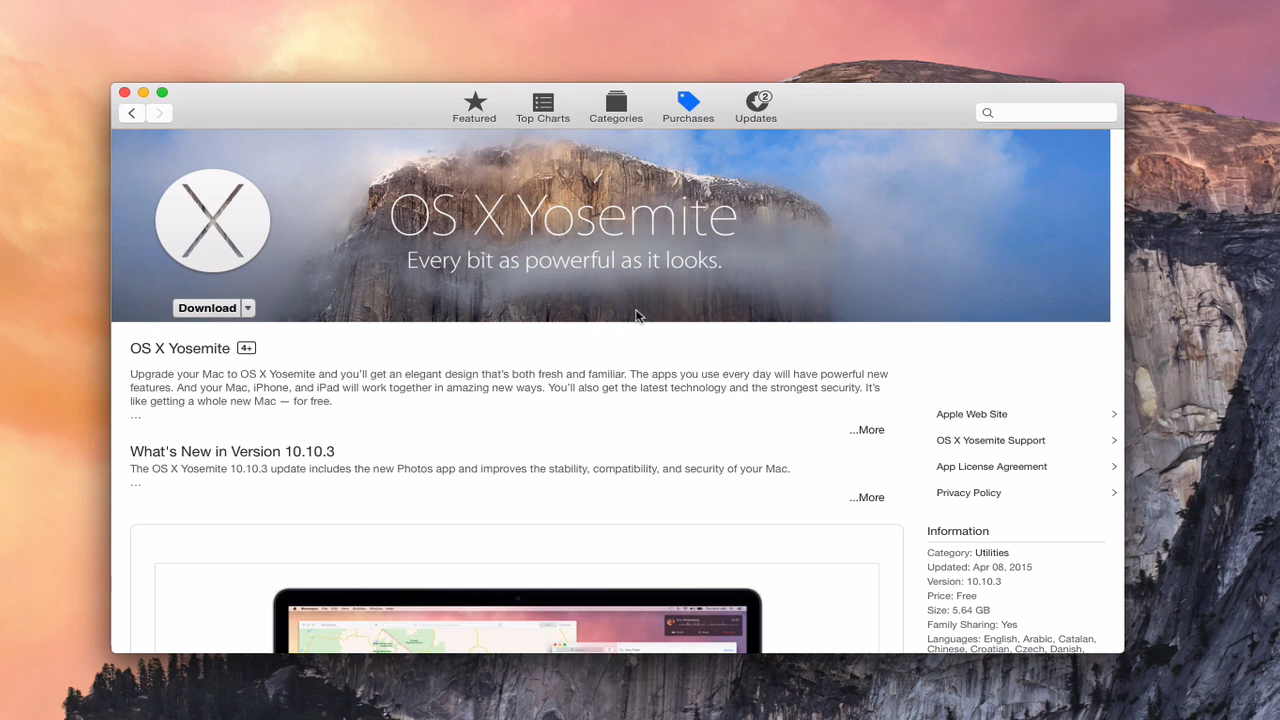 Featured
Top Charts
Categories
Purchases
2
Updates
OS X Yosemite
Every bit as powerful as it looks.
Download
OS X Yosemite 4+
Upgrade your Mac to OS X Yosemite and you'll get an elegant design that's both fresh and familiar. The apps you use every day will have powerful new
features. And your Mac, iPhone, and iPad will work together in amazing new ways. You'll also get the latest technology and the strongest security. It's
like getting a whole new Mac — for free.
...
...More
What's New in Version 10.10.3
The OS X Yosemite 10.10.3 update includes the new Photos app and improves the stability, compatibility, and security of your Mac.
...
...More
Apple Web Site
OS X Yosemite Support
App License Agreement
Privacy Policy
Information
Category: Utilities
Updated: Apr 08, 2015
Version: 10.10.3
Price: Free
Size: 5.64 GB
Family Sharing: Yes
Languages: English, Arabic, Catalan,
Chinese, Croatian, Czech, Danish,